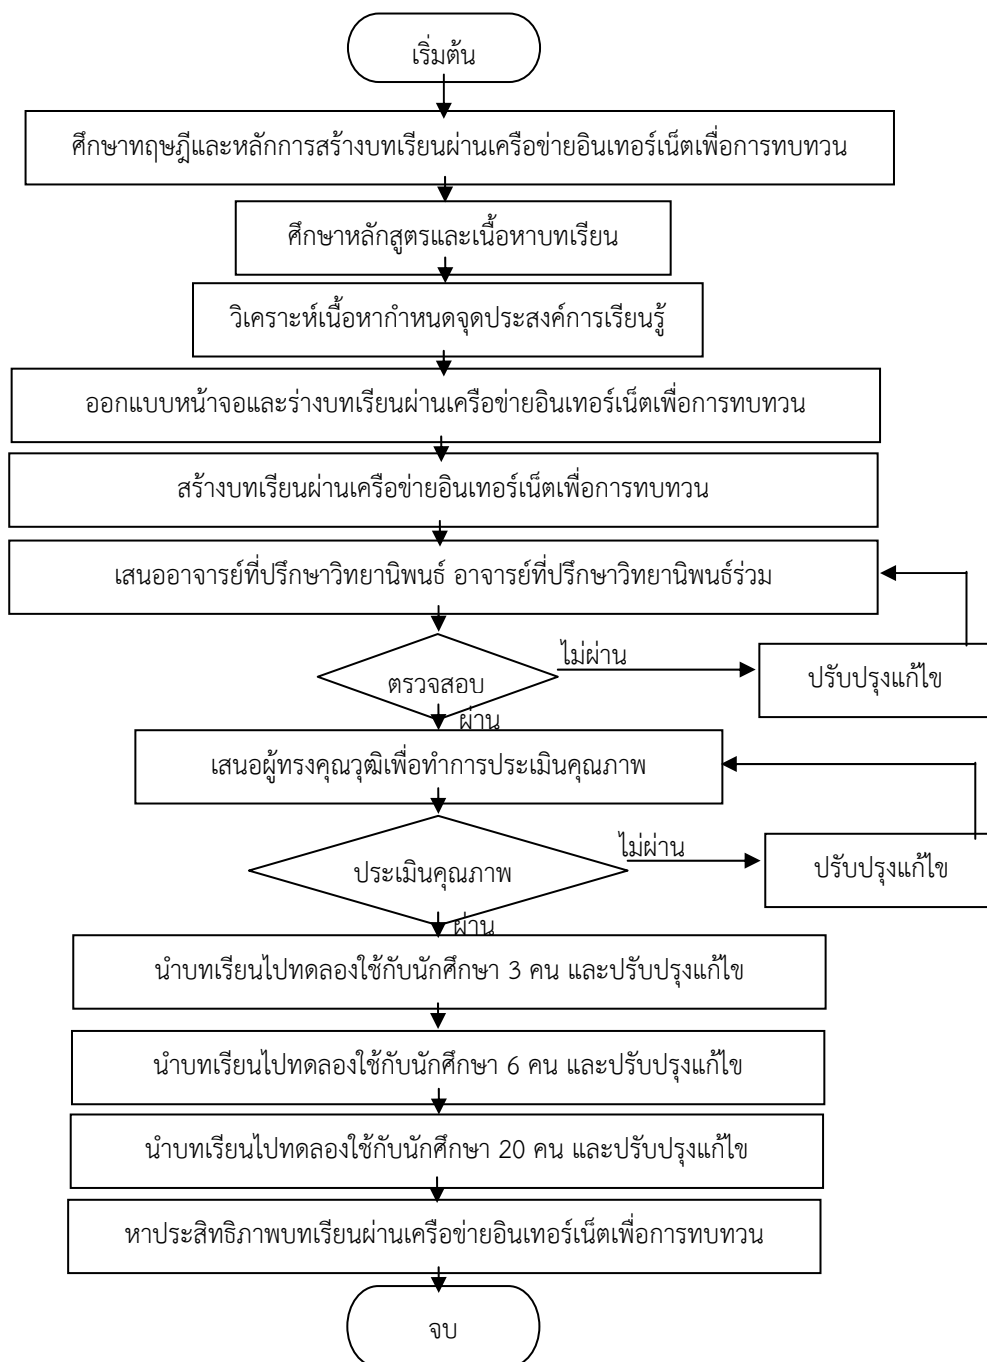 เริ่มต้น
ศึกษาทฤษฎีและหลักการสร้างบทเรียนผ่านเครือข่ายอินเทอร์เน็ตเพื่อการทบทวน
ศึกษาหลักสูตรและเนื้อหาบทเรียน
วิเคราะห์เนื้อหากำหนดจุดประสงค์การเรียนรู้
ออกแบบหน้าจอและร่างบทเรียนผ่านเครือข่ายอินเทอร์เน็ตเพื่อการทบทวน
สร้างบทเรียนผ่านเครือข่ายอินเทอร์เน็ตเพื่อการทบทวน
เสนออาจารย์ที่ปรึกษาวิทยานิพนธ์ อาจารย์ที่ปรึกษาวิทยานิพนธ์ร่วม
ไม่ผ่าน
ตรวจสอบ
ปรับปรุงแก้ไข
ผ่าน
เสนอผู้ทรงคุณวุฒิเพื่อทำการประเมินคุณภาพ
ไม่ผ่าน
ประเมินคุณภาพ
ปรับปรุงแก้ไข
ผ่าน
นำบทเรียนไปทดลองใช้กับนักศึกษา 3 คน และปรับปรุงแก้ไข
นำบทเรียนไปทดลองใช้กับนักศึกษา 6 คน และปรับปรุงแก้ไข
นำบทเรียนไปทดลองใช้กับนักศึกษา 20 คน และปรับปรุงแก้ไข
หาประสิทธิภาพบทเรียนผ่านเครือข่ายอินเทอร์เน็ตเพื่อการทบทวน
จบ